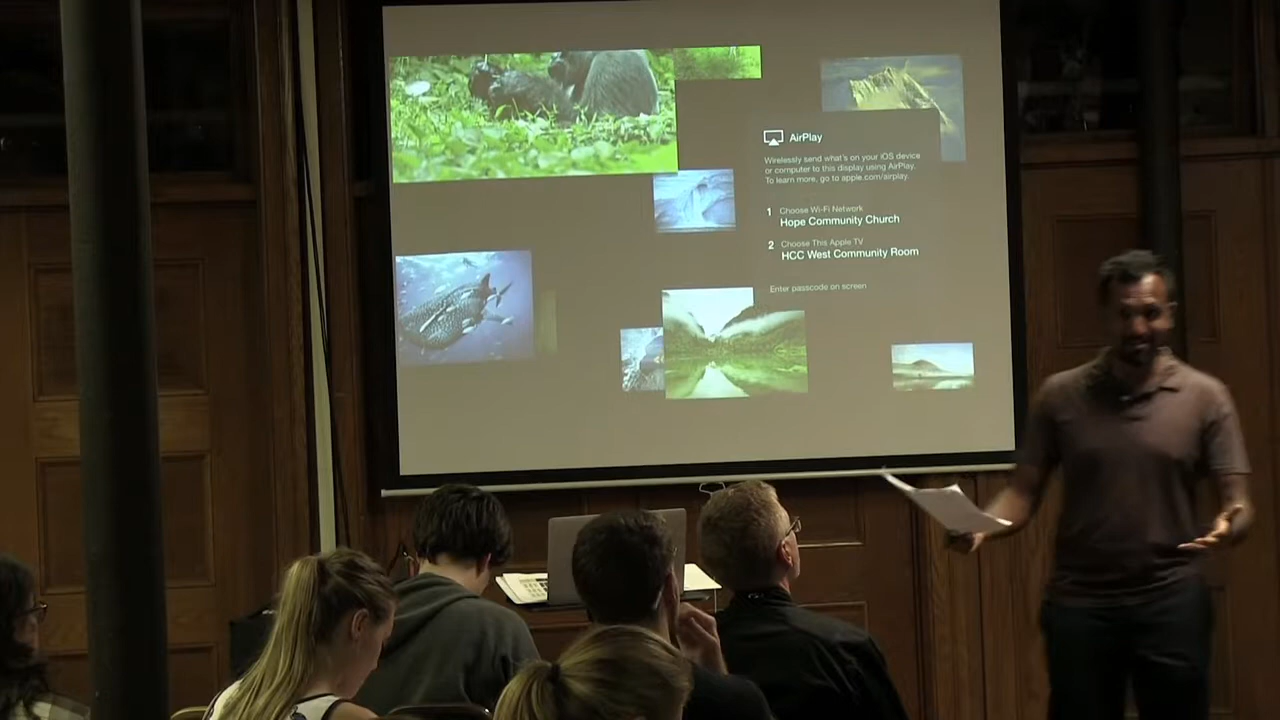 AirPlay
Wirelessly send what's on your iOS device
or computer to this display using AirPlay.
To learn more, go to apple.com/airplay.
1 Choose Wi-Fi Network
Hope Community Church
2 Choose This Apple TV
HCC West Community Room
Enter passcode on screen